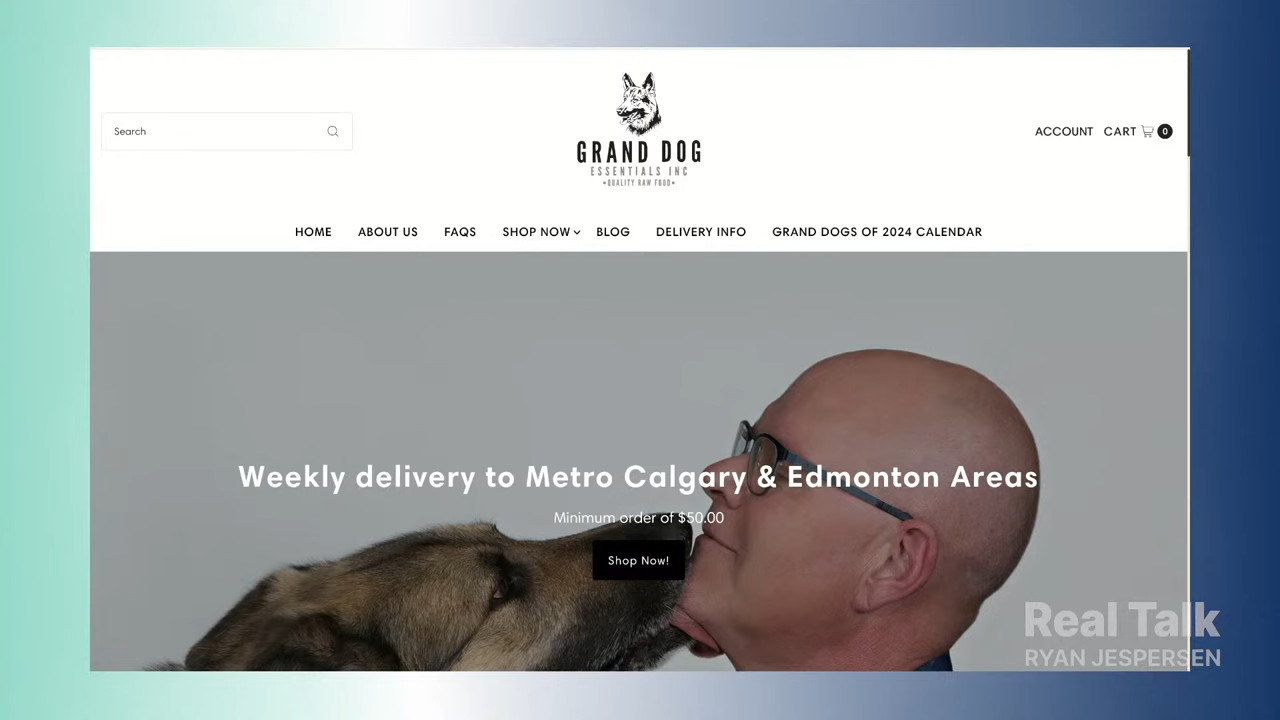 Search
GRAND DOG
ESSENTIALS INC
•QUALITY RAW FOOD•
ACCOUNT CART 0
HOME ABOUT US FAQS SHOP NOW BLOG DELIVERY INFO GRAND DOGS OF 2024 CALENDAR
Weekly delivery to Metro Calgary & Edmonton Areas
Minimum order of $50.00
Shop Now!
Real Talk
RYAN JESPERSEN